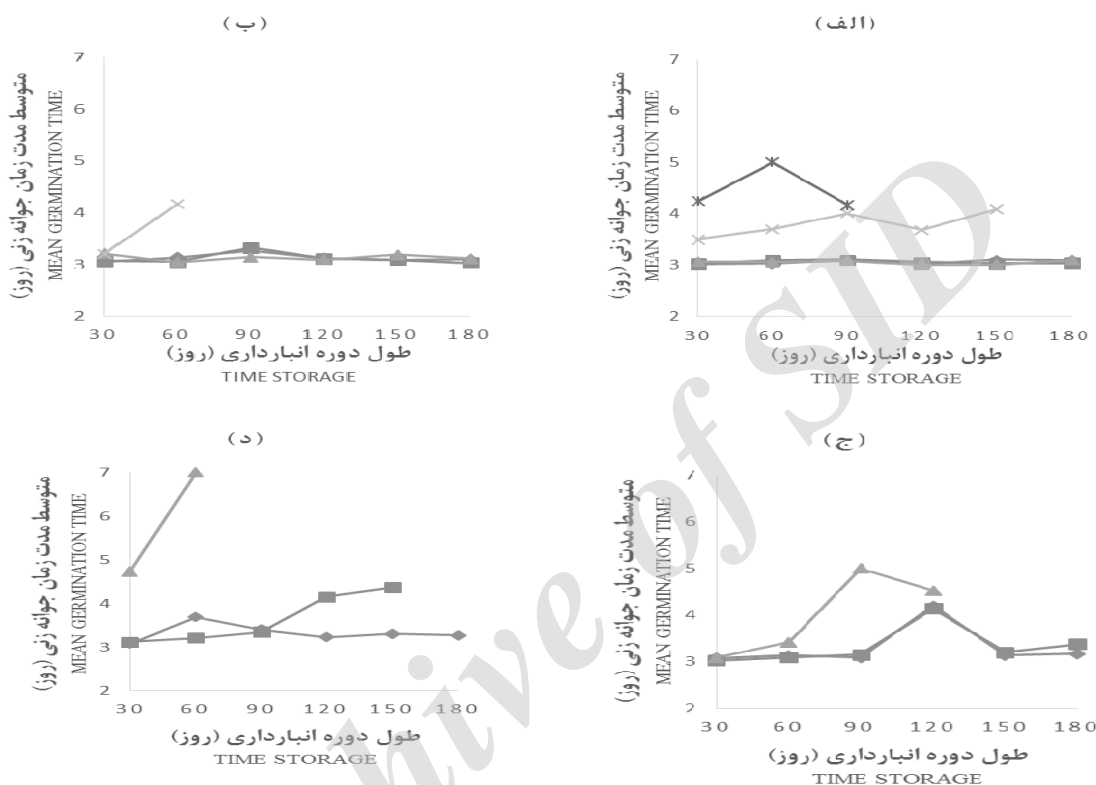 (الف)
7
6
5
4
3
2
متوسط مدت زمان جوانه زنی (روز)
MEAN GERMINATION TIME
30 60 90 120 150 180
طول دوره انبارداری (روز)
TIME STORAGE
(ب)
7
6
5
4
3
2
متوسط مدت زمان جوانه زنی (روز)
MEAN GERMINATION TIME
30 60 90 120 150 180
طول دوره انبارداری (روز)
TIME STORAGE
(ج)
7
6
5
4
3
2
متوسط مدت زمان جوانه زنی (روز)
MEAN GERMINATION TIME
30 60 90 120 150 180
طول دوره انبارداری (روز)
TIME STORAGE
(د)
7
6
5
4
3
2
متوسط مدت زمان جوانه زنی (روز)
MEAN GERMINATION TIME
30 60 90 120 150 180
طول دوره انبارداری (روز)
TIME STORAGE
hive of SID